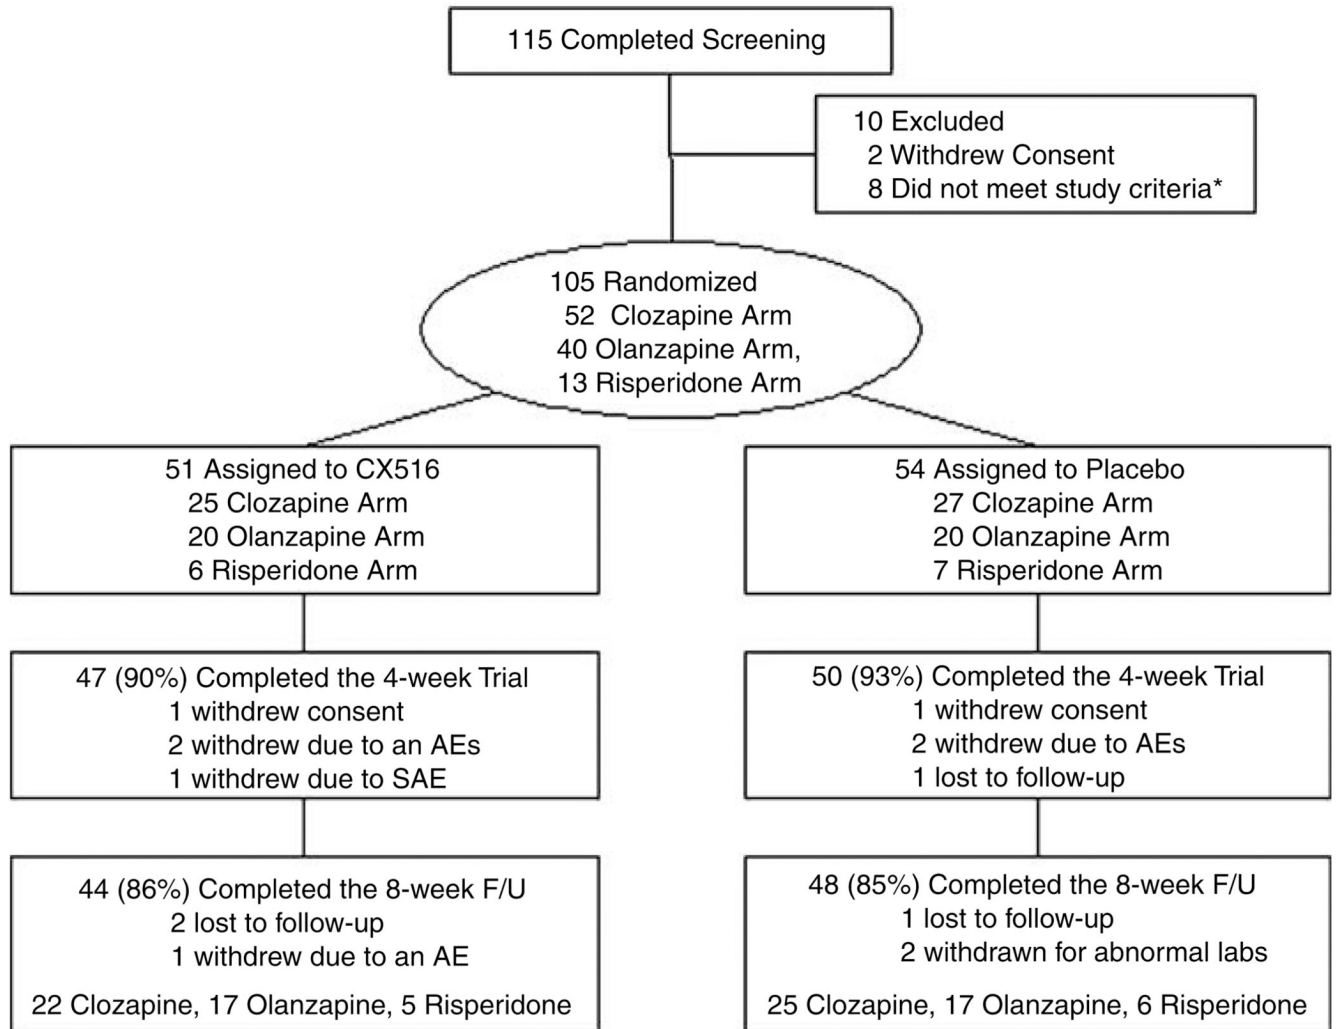 115 Completed Screening
10 Excluded
2 Withdrew Consent
8 Did not meet study criteria*
105 Randomized
52 Clozapine Arm
40 Olanzapine Arm,
13 Risperidone Arm
51 Assigned to CX516
25 Clozapine Arm
20 Olanzapine Arm
6 Risperidone Arm
54 Assigned to Placebo
27 Clozapine Arm
20 Olanzapine Arm
7 Risperidone Arm
47 (90%) Completed the 4-week Trial
1 withdrew consent
2 withdrew due to an AEs
1 withdrew due to SAE
50 (93%) Completed the 4-week Trial
1 withdrew consent
2 withdrew due to AEs
1 lost to follow-up
44 (86%) Completed the 8-week F/U
2 lost to follow-up
1 withdrew due to an AE
22 Clozapine, 17 Olanzapine, 5 Risperidone
48 (85%) Completed the 8-week F/U
1 lost to follow-up
2 withdrawn for abnormal labs
25 Clozapine, 17 Olanzapine, 6 Risperidone